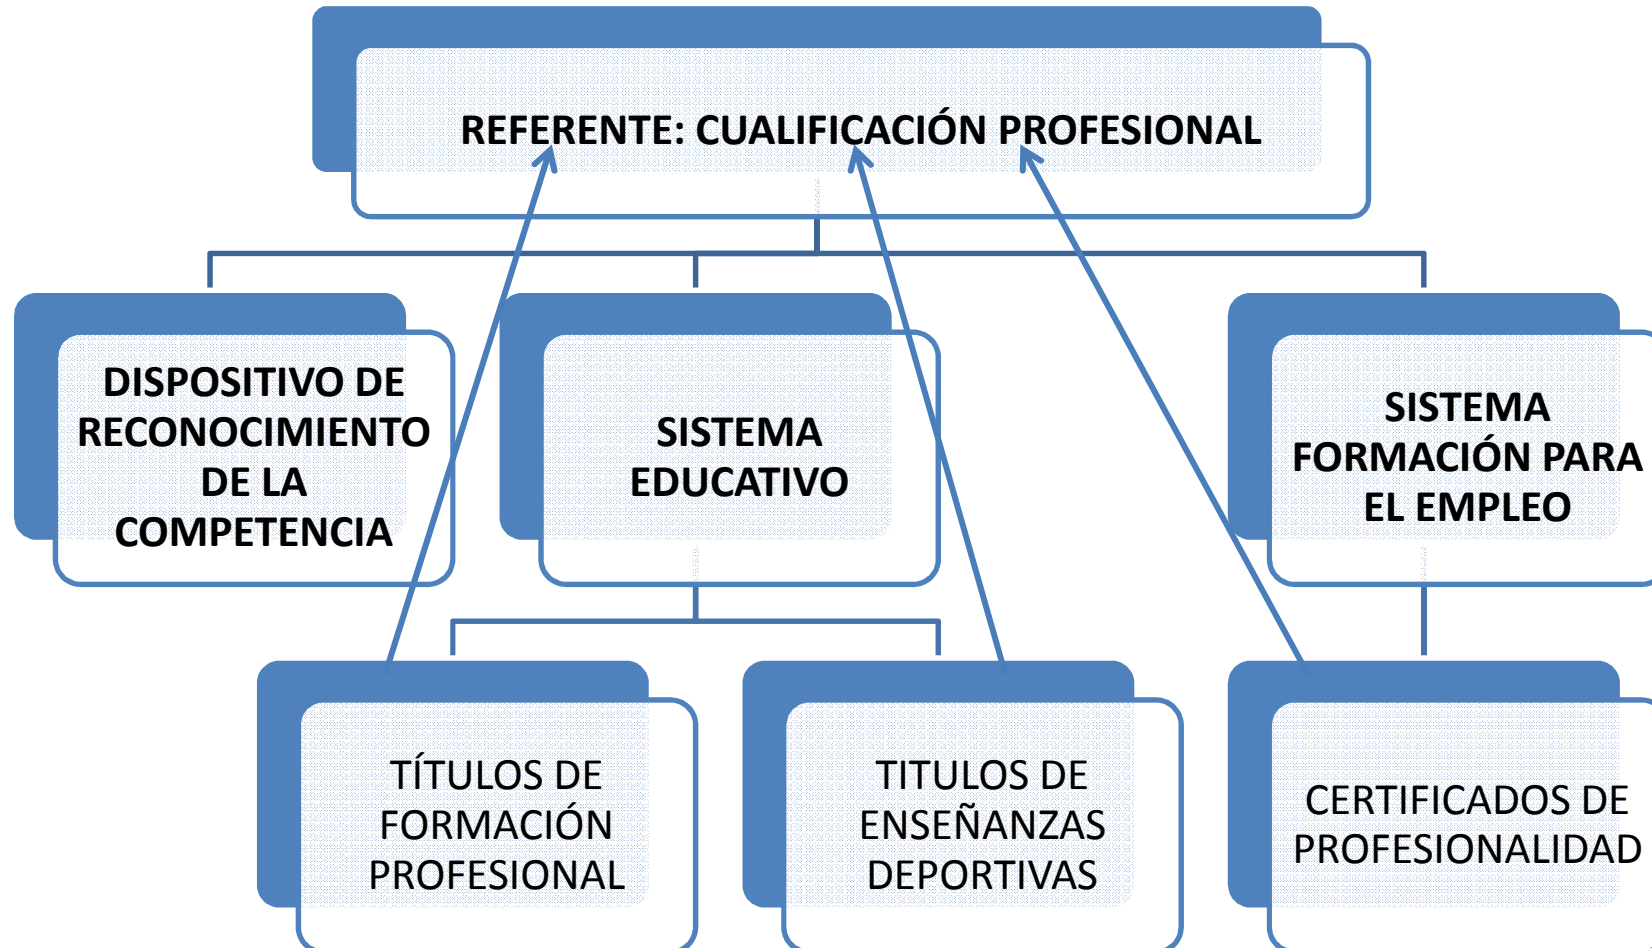 REFERENTE: CUALIFICACIÓN PROFESIONAL
DISPOSITIVO DE
RECONOCIMIENTO
DE LA
COMPETENCIA
SISTEMA
EDUCATIVO
SISTEMA
FORMACIÓN PARA
EL EMPLEO
TÍTULOS DE
FORMACIÓN
PROFESIONAL
TITULOS DE
ENSEÑANZAS
DEPORTIVAS
CERTIFICADOS DE
PROFESIONALIDAD